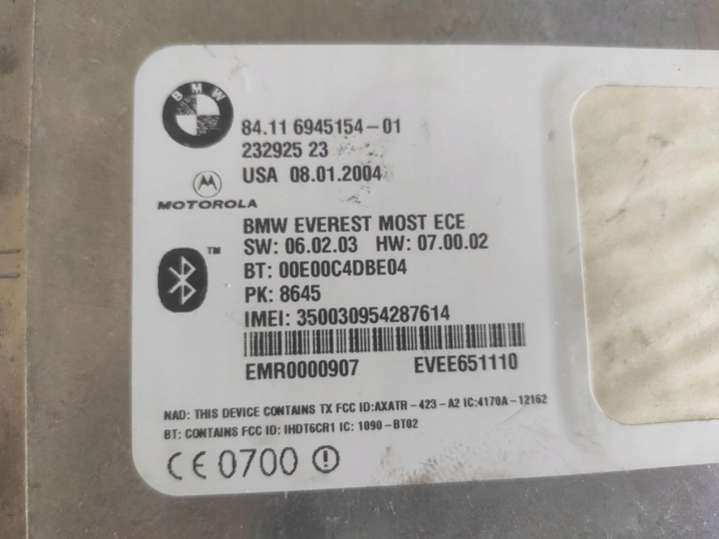 BMW
84.11 6945154-01
232925 23
USA 08.01.2004
MOTOROLA
BMW EVEREST MOST ECE
SW: 06.02.03 HW: 07.00.02
BT: 00E00C4DBE04
PK: 8645
IMEI: 350030954287614
EMR0000907 EVEE651110
NAD: THIS DEVICE CONTAINS TX FCC ID:AXATR-423-A2 IC:4170A-12162
BT: CONTAINS FCC ID: IHDT6CR1 IC: 1090-BT02
CE 0700
TM